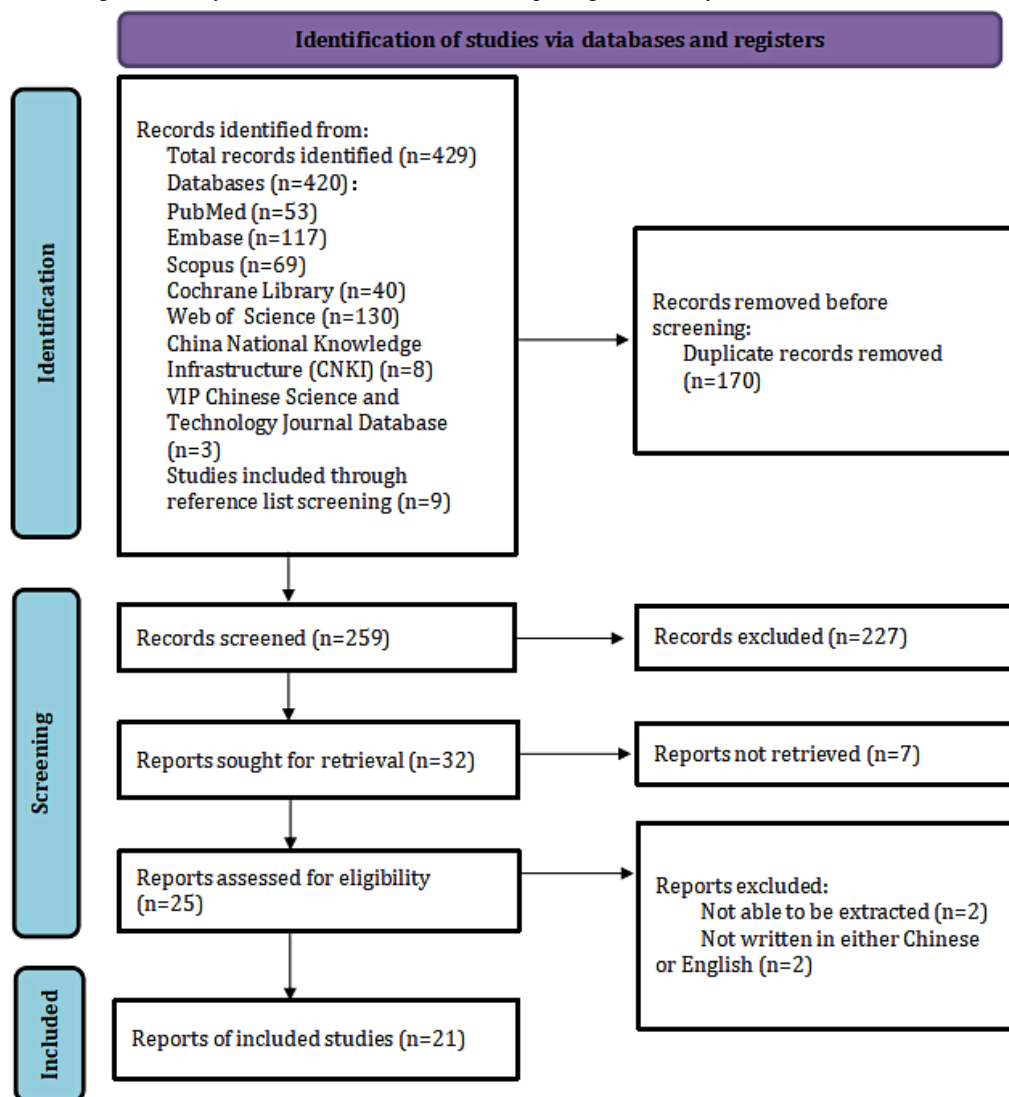 Identification of studies via databases and registers
Identification
Records identified from:
Total records identified (n=429)
Databases (n=420):
PubMed (n=53)
Embase (n=117)
Scopus (n=69)
Cochrane Library (n=40)
Web of Science (n=130)
China National Knowledge
Infrastructure (CNKI) (n=8)
VIP Chinese Science and
Technology Journal Database
(n=3)
Studies included through
reference list screening (n=9)
Records removed before
screening:
Duplicate records removed
(n=170)
Screening
Records screened (n=259)
Records excluded (n=227)
Reports sought for retrieval (n=32)
Reports not retrieved (n=7)
Reports assessed for eligibility
(n=25)
Reports excluded:
Not able to be extracted (n=2)
Not written in either Chinese
or English (n=2)
Included
Reports of included studies (n=21)